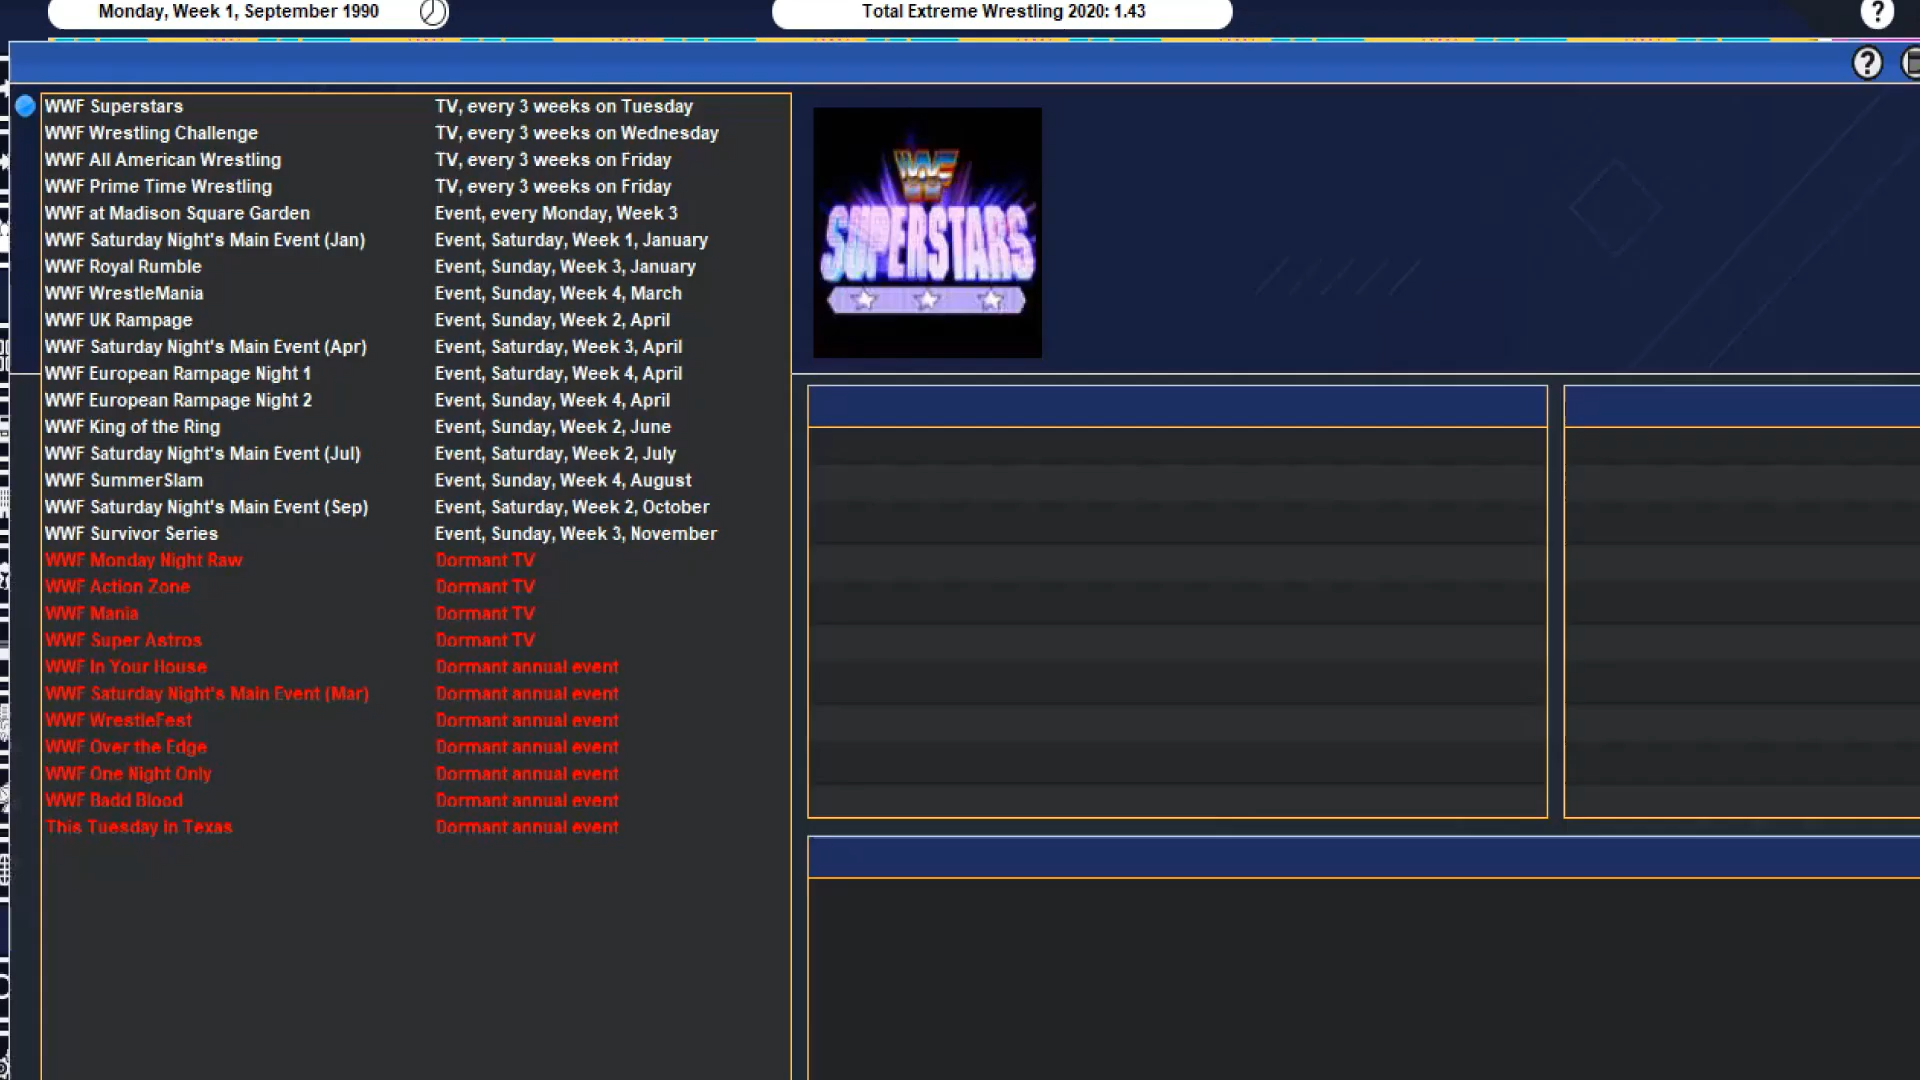 Monday, Week 1, September 1990
Total Extreme Wrestling 2020: 1.43
?
?
WWF Superstars TV, every 3 weeks on Tuesday
WWF Wrestling Challenge TV, every 3 weeks on Wednesday
WWF All American Wrestling TV, every 3 weeks on Friday
WWF Prime Time Wrestling TV, every 3 weeks on Friday
WWF at Madison Square Garden Event, every Monday, Week 3
WWF Saturday Night's Main Event (Jan) Event, Saturday, Week 1, January
WWF Royal Rumble Event, Sunday, Week 3, January
WWF WrestleMania Event, Sunday, Week 4, March
WWF UK Rampage Event, Sunday, Week 2, April
WWF Saturday Night's Main Event (Apr) Event, Saturday, Week 3, April
WWF European Rampage Night 1 Event, Saturday, Week 4, April
WWF European Rampage Night 2 Event, Sunday, Week 4, April
WWF King of the Ring Event, Sunday, Week 2, June
WWF Saturday Night's Main Event (Jul) Event, Saturday, Week 2, July
WWF SummerSlam Event, Sunday, Week 4, August
WWF Saturday Night's Main Event (Sep) Event, Saturday, Week 2, October
WWF Survivor Series Event, Sunday, Week 3, November
WWF Monday Night Raw Dormant TV
WWF Action Zone Dormant TV
WWF Mania Dormant TV
WWF Super Astros Dormant TV
WWF In Your House Dormant annual event
WWF Saturday Night's Main Event (Mar) Dormant annual event
WWF WrestleFest Dormant annual event
WWF Over the Edge Dormant annual event
WWF One Night Only Dormant annual event
WWF Badd Blood Dormant annual event
This Tuesday in Texas Dormant annual event
WWF
SUPERSTARS